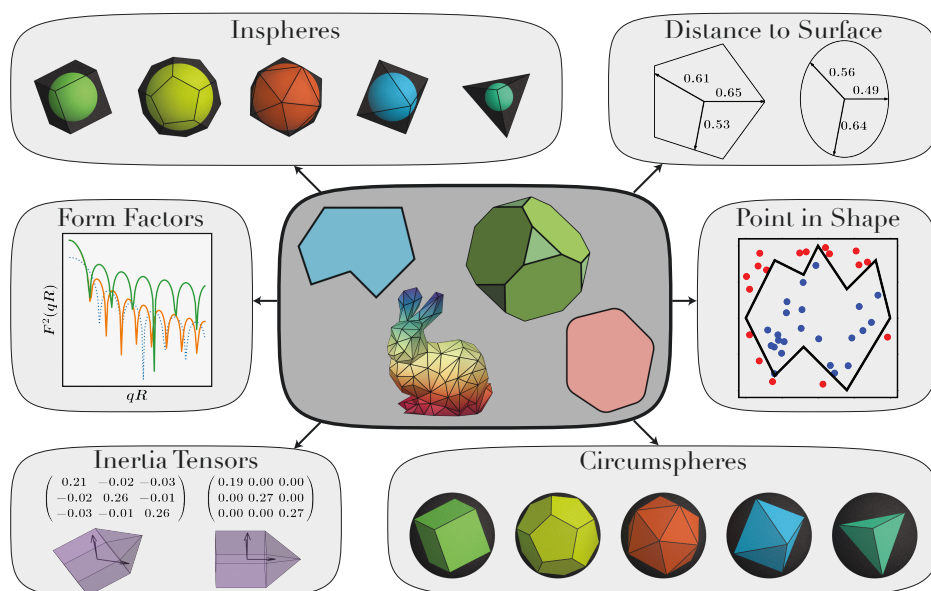 Inspheres
Distance to Surface
0.61
0.65
0.53
0.56
0.49
0.64
Form Factors
F²(qR)
qR
Point in Shape
Inertia Tensors
0.21 −0.02 −0.03
−0.02 0.26 −0.01
−0.03 −0.01 0.26
0.19 0.00 0.00
0.00 0.27 0.00
0.00 0.00 0.27
Circumspheres